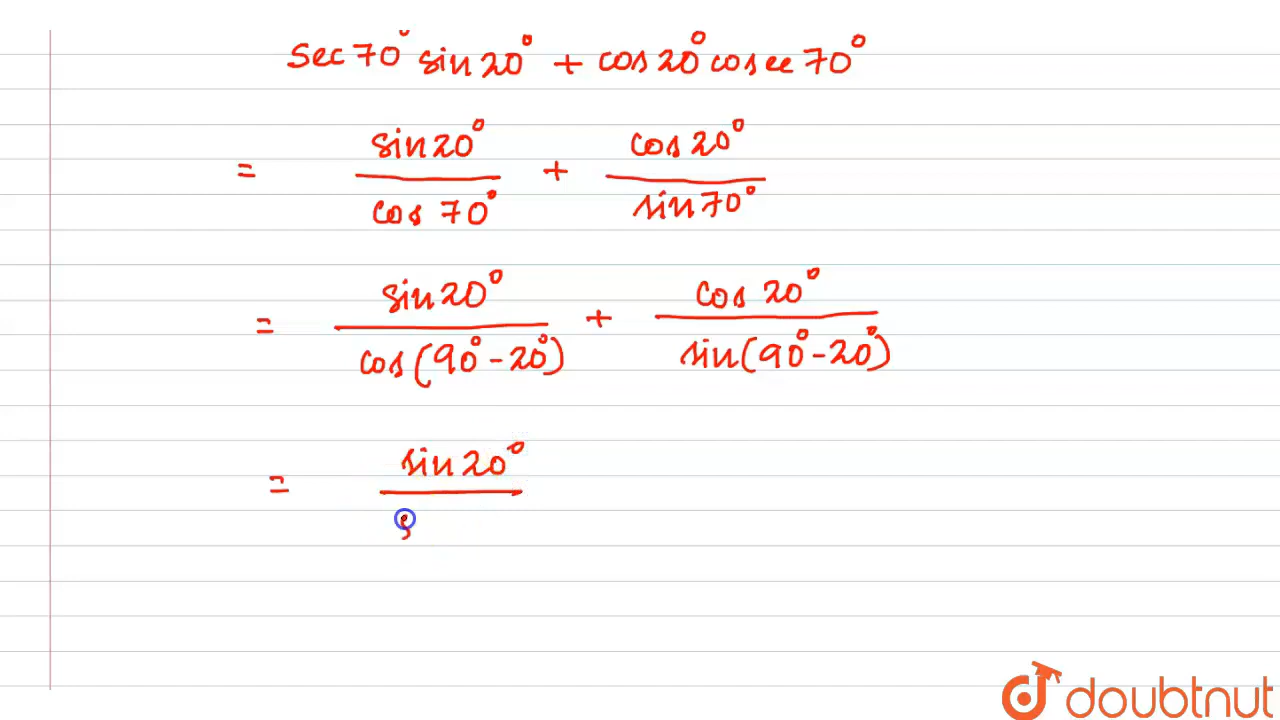 sec 70° sin 20° + cos 20° cosec 70°
= sin 20° / cos 70° + cos 20° / sin 70°
= sin 20° / cos(90° - 20°) + cos 20° / sin(90° - 20°)
= sin 20° / s
doubtnut